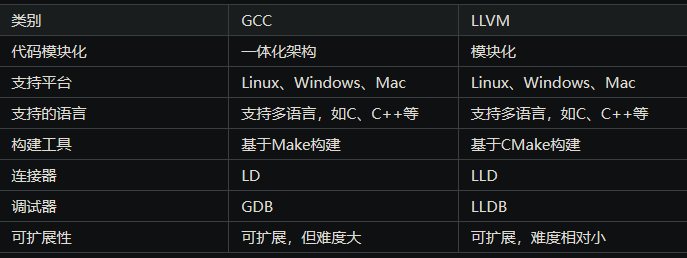 类别 GCC LLVM
代码模块化 一体化架构 模块化
支持平台 Linux、Windows、Mac Linux、Windows、Mac
支持的语言 支持多语言，如C、C++等 支持多语言，如C、C++等
构建工具 基于Make构建 基于CMake构建
连接器 LD LLD
调试器 GDB LLDB
可扩展性 可扩展，但难度大 可扩展，难度相对小